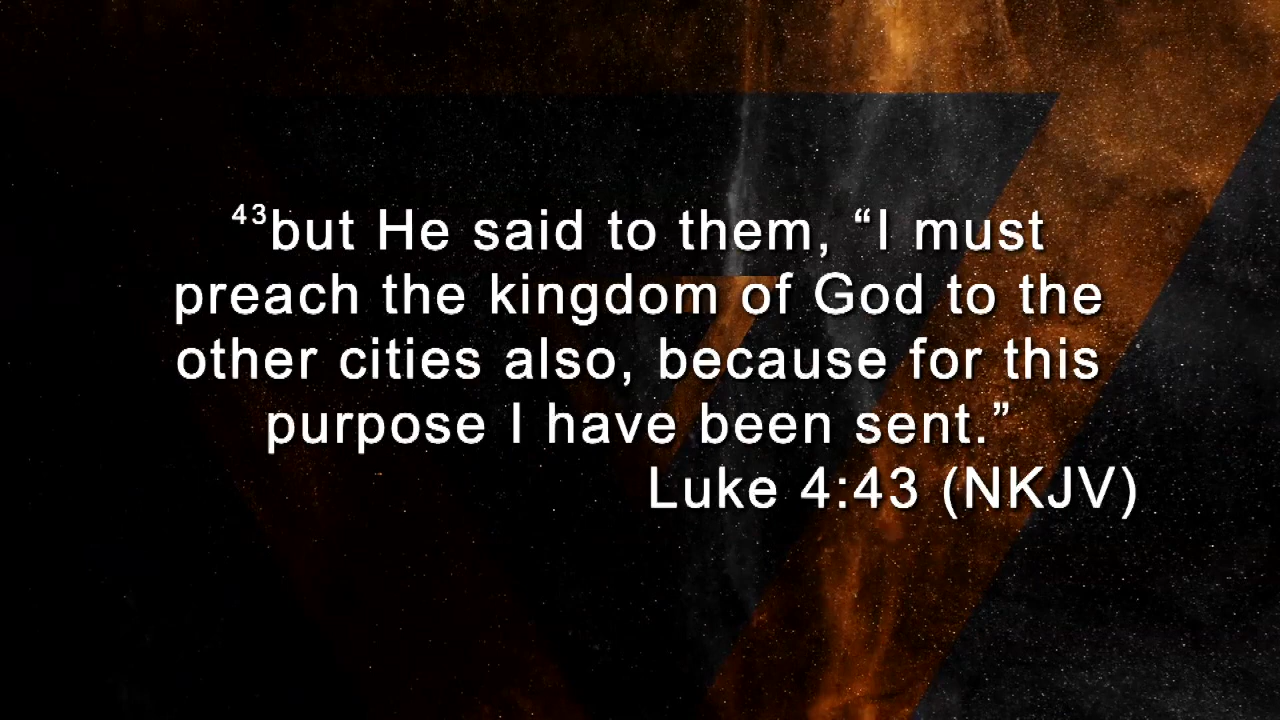 ⁴³but He said to them, “I must
preach the kingdom of God to the
other cities also, because for this
purpose I have been sent.”
Luke 4:43 (NKJV)